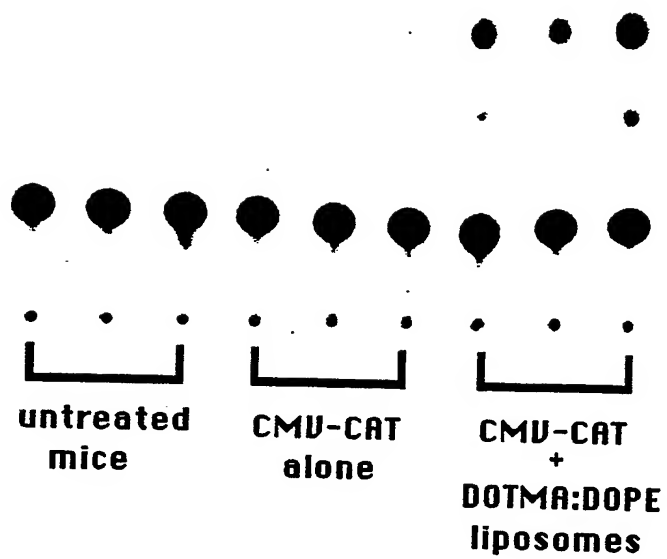 untreated
mice
CMV-CAT
alone
CMV-CAT
+
DOTMA:DOPE
liposomes